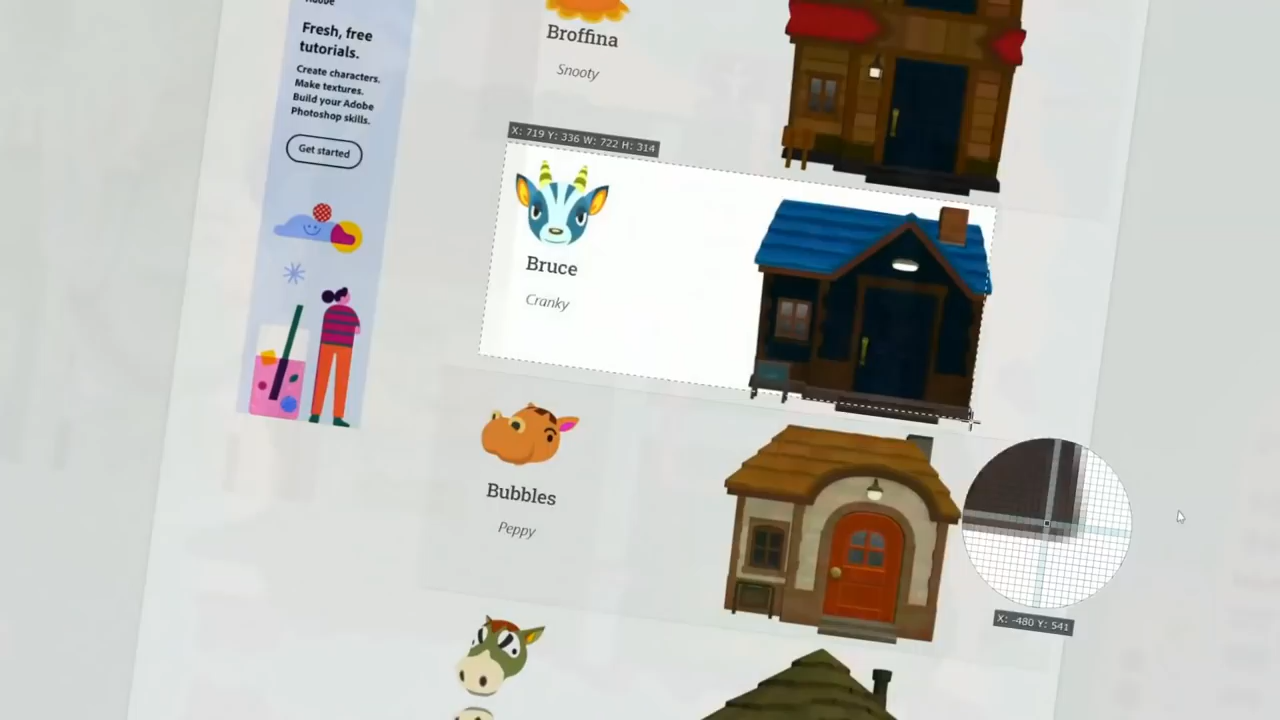 Adobe
Fresh, free
tutorials.
Create characters.
Make textures.
Build your Adobe
Photoshop skills.
Get started
Broffina
Snooty
X: 719 Y: 336 W: 722 H: 314
Bruce
Cranky
Bubbles
Peppy
X: -480 Y: 541